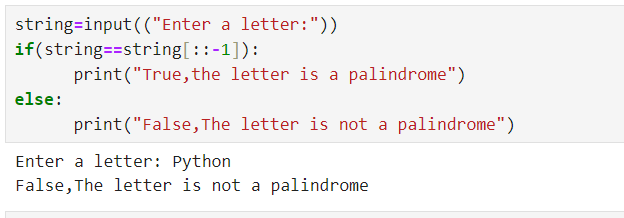 string=input(("Enter a letter:"))
if(string==string[::-1]):
print("True,the letter is a palindrome")
else:
print("False,The letter is not a palindrome")
Enter a letter: Python
False,The letter is not a palindrome